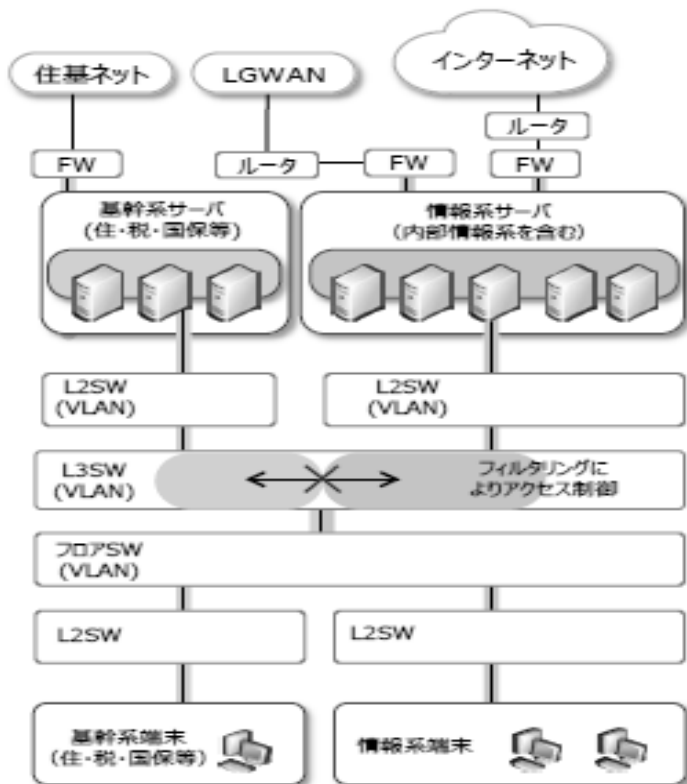 住基ネット
LGWAN
インターネット
ルータ
FW
ルータ
FW
FW
基幹系サーバ
(住・税・国保等)
情報系サーバ
(内部情報系を含む)
L2SW
(VLAN)
L2SW
(VLAN)
L3SW
(VLAN)
フィルタリングに
よりアクセス制御
フロアSW
(VLAN)
L2SW
L2SW
基幹系端末
(住・税・国保等)
情報系端末